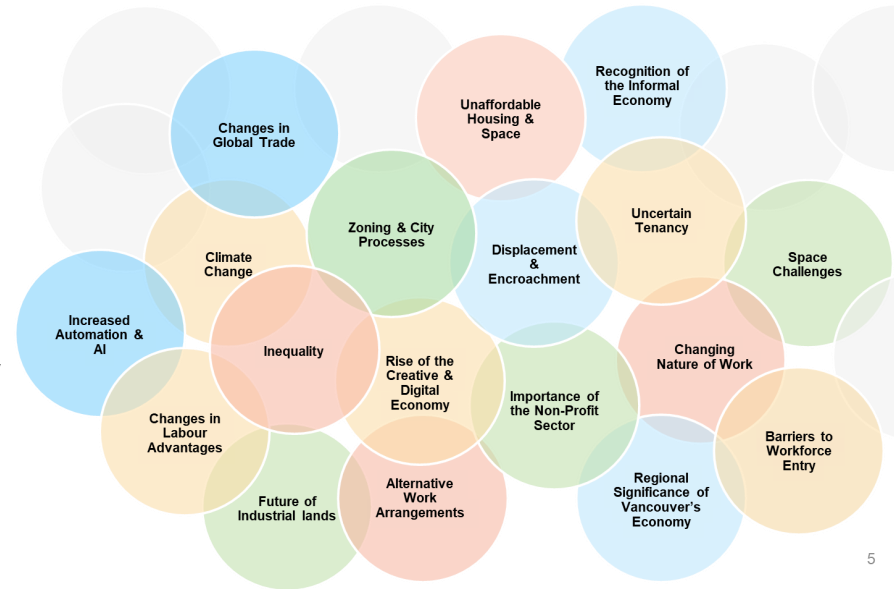 Changes in
Global Trade
Unaffordable
Housing &
Space
Recognition of
the Informal
Economy
Zoning & City
Processes
Uncertain
Tenancy
Climate
Change
Displacement
&
Encroachment
Space
Challenges
Increased
Automation &
AI
Inequality
Rise of the
Creative &
Digital
Economy
Changing
Nature of Work
Importance of
the Non-Profit
Sector
Changes in
Labour
Advantages
Barriers to
Workforce
Entry
Future of
Industrial lands
Alternative
Work
Arrangements
Regional
Significance of
Vancouver's
Economy
5